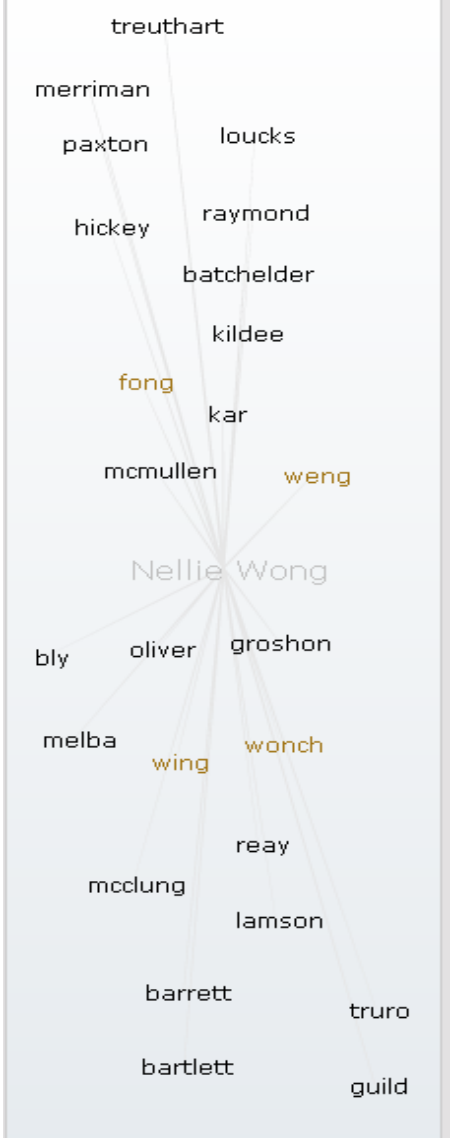 treuthart
merriman
loucks
paxton
raymond
hickey
batchelder
kildee
fong
kar
mcmullen
weng
Nellie Wong
groshon
oliver
bly
melba
wonch
wing
reay
mcclung
lamson
barrett
truro
bartlett
guild